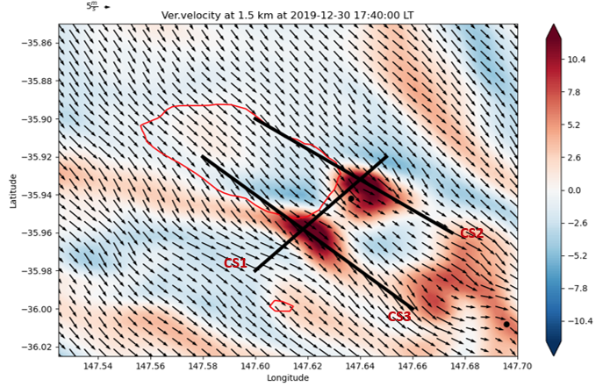 Ver.velocity at 1.5 km at 2019-12-30 17:40:00 LT
5 m/s
−35.86
−35.88
−35.90
−35.92
−35.94
−35.96
−35.98
−36.00
−36.02
Latitude
CS1
CS2
CS3
147.54 147.56 147.58 147.60 147.62 147.64 147.66 147.68 147.70
Longitude
10.4
7.8
5.2
2.6
0.0
−2.6
−5.2
−7.8
−10.4